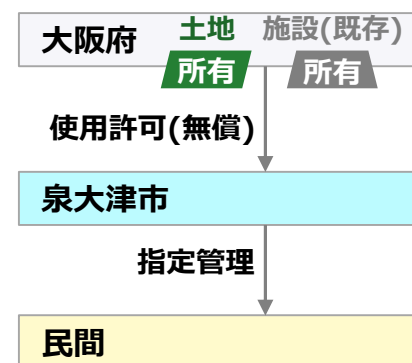 大阪府 土地 施設(既存)
所有 所有
使用許可(無償)
泉大津市
指定管理
民間